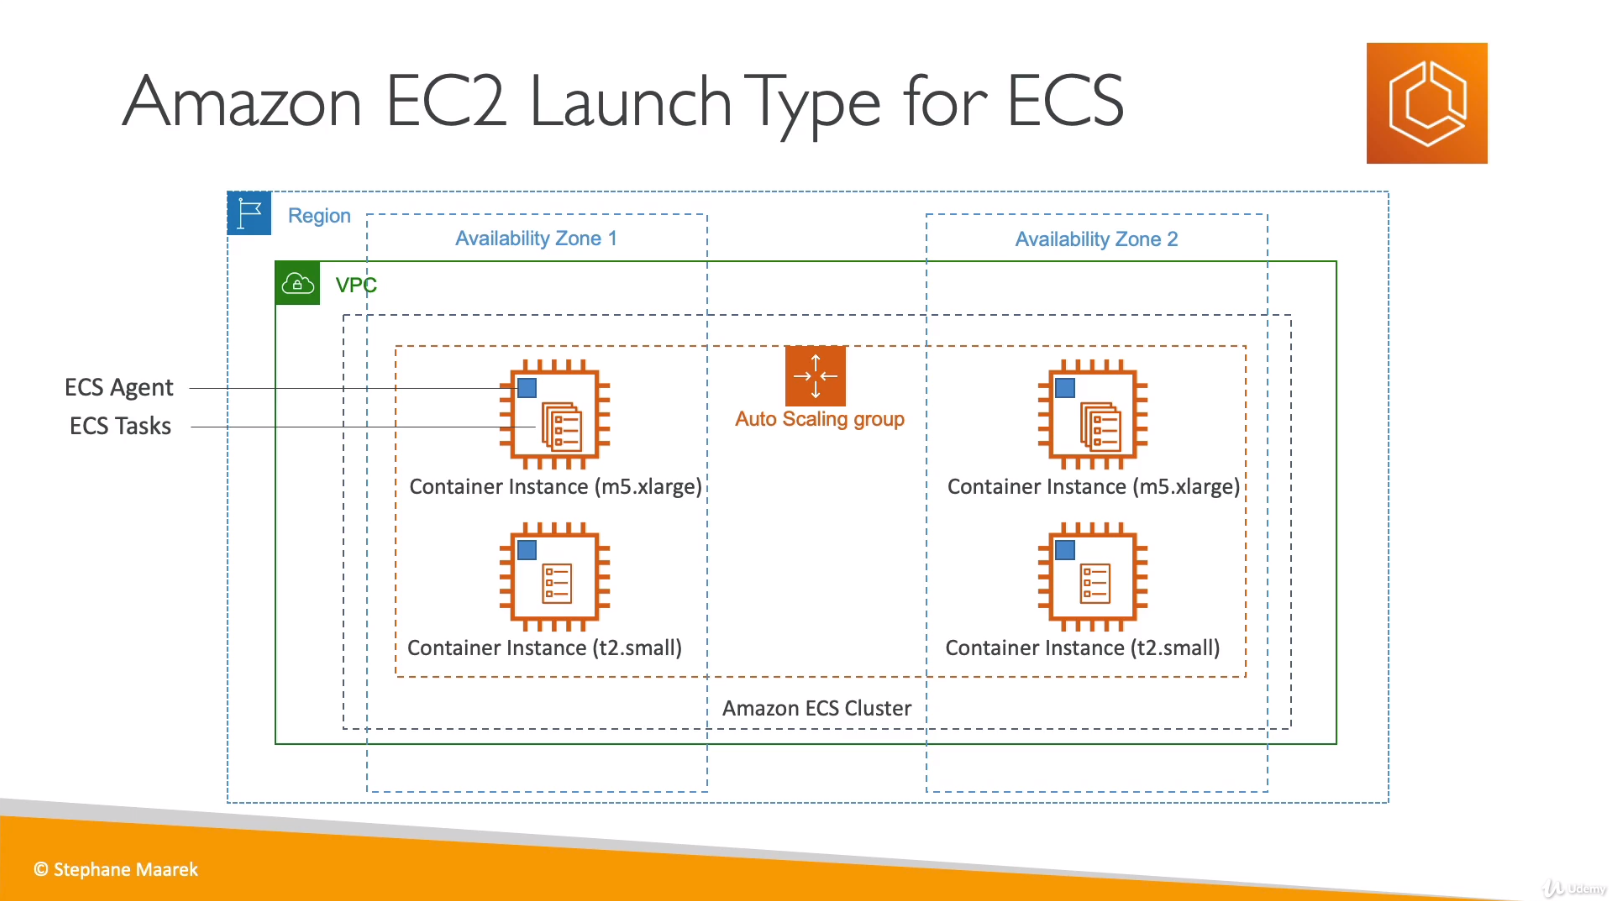 Amazon EC2 Launch Type for ECS
Region
Availability Zone 1
Availability Zone 2
VPC
ECS Agent
ECS Tasks
Auto Scaling group
Container Instance (m5.xlarge)
Container Instance (m5.xlarge)
Container Instance (t2.small)
Container Instance (t2.small)
Amazon ECS Cluster
© Stephane Maarek
Udemy